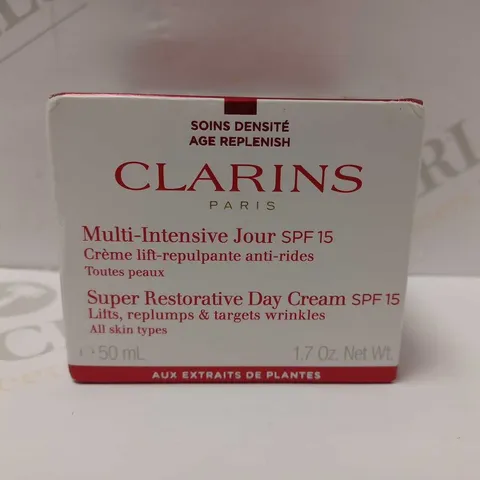 SOINS DENSITÉ
AGE REPLENISH
CLARINS
PARIS
Multi-Intensive Jour SPF 15
Crème lift-repulpante anti-rides
Toutes peaux
Super Restorative Day Cream SPF 15
Lifts, replumps & targets wrinkles
All skin types
℮ 50 mL 1.7 Oz. Net Wt.
AUX EXTRAITS DE PLANTES